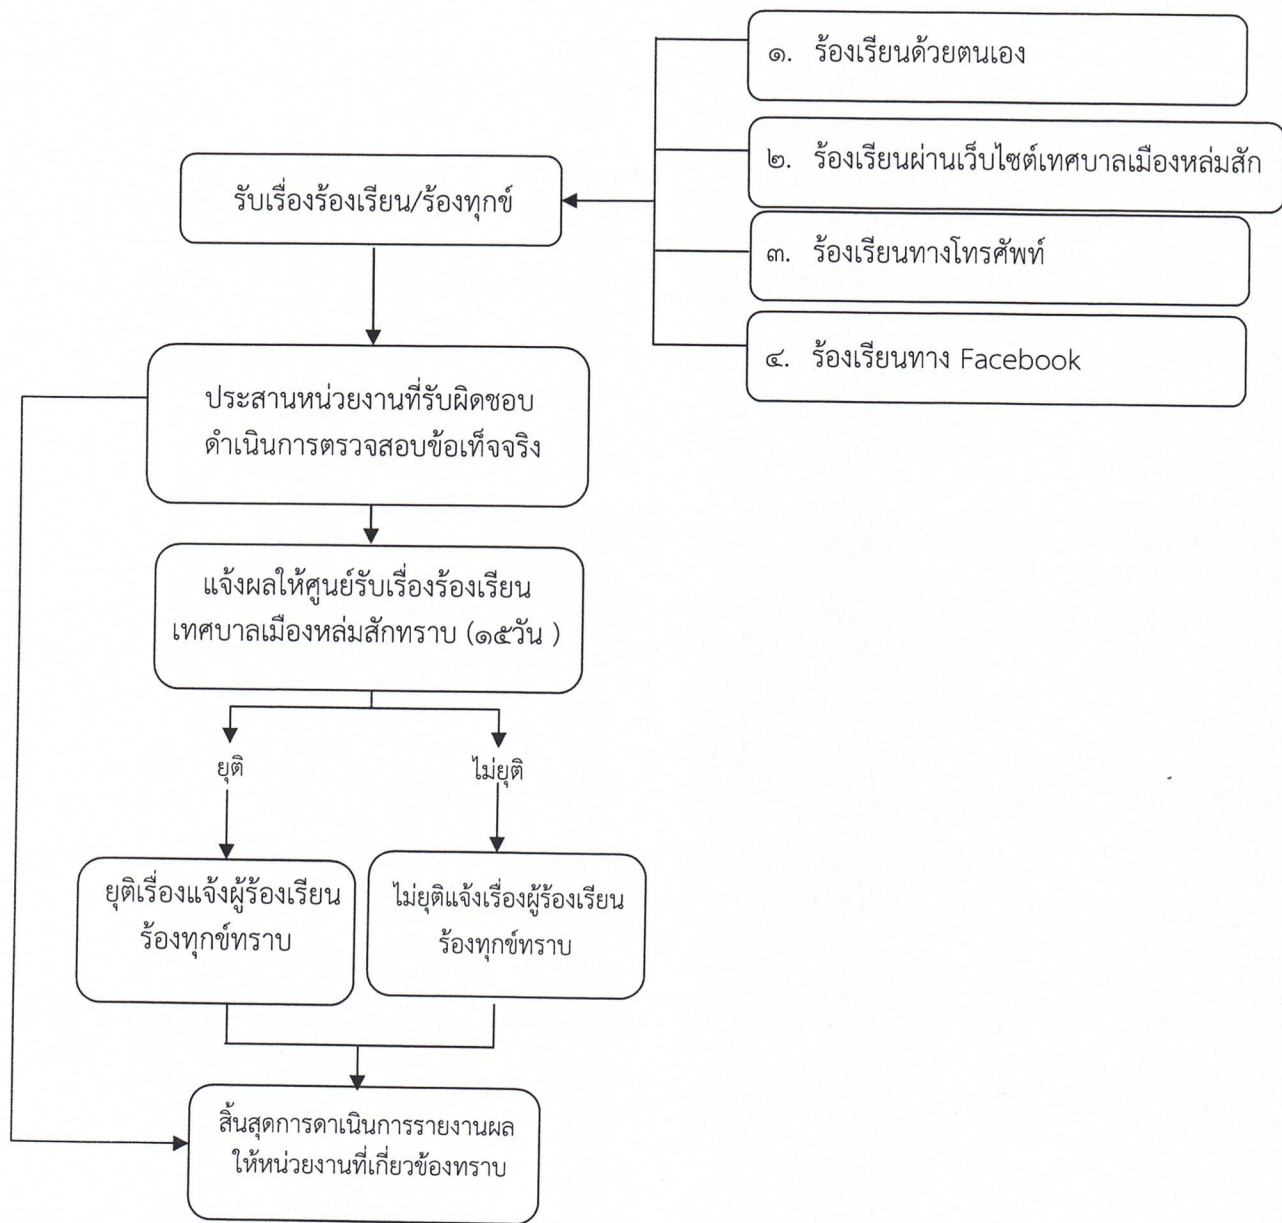 ๑. ร้องเรียนด้วยตนเอง
๒. ร้องเรียนผ่านเว็บไซต์เทศบาลเมืองหล่มสัก
๓. ร้องเรียนทางโทรศัพท์
๔. ร้องเรียนทาง Facebook
รับเรื่องร้องเรียน/ร้องทุกข์
ประสานหน่วยงานที่รับผิดชอบ
ดำเนินการตรวจสอบข้อเท็จจริง
แจ้งผลให้ศูนย์รับเรื่องร้องเรียน
เทศบาลเมืองหล่มสักทราบ (๑๕วัน )
ยุติ
ไม่ยุติ
ยุติเรื่องแจ้งผู้ร้องเรียน
ร้องทุกข์ทราบ
ไม่ยุติแจ้งเรื่องผู้ร้องเรียน
ร้องทุกข์ทราบ
สิ้นสุดการดาเนินการรายงานผล
ให้หน่วยงานที่เกี่ยวข้องทราบ